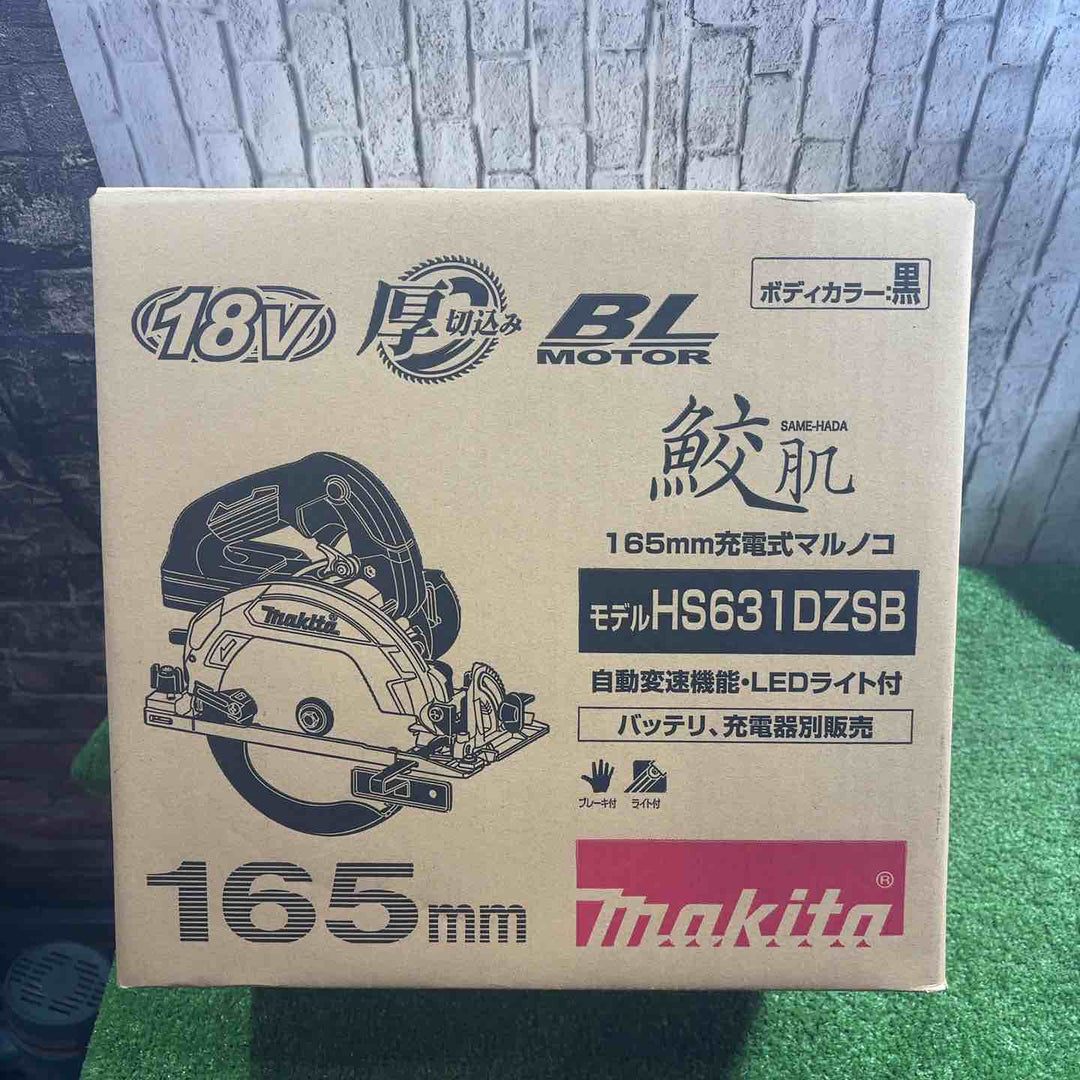 18V
厚切込み
BL
MOTOR
ボディカラー:黒
鮫肌
SAME-HADA
165mm充電式マルノコ
モデルHS631DZSB
自動変速機能・LEDライト付
バッテリ、充電器別販売
ブレーキ付 ライト付
makita
165mm
makita®